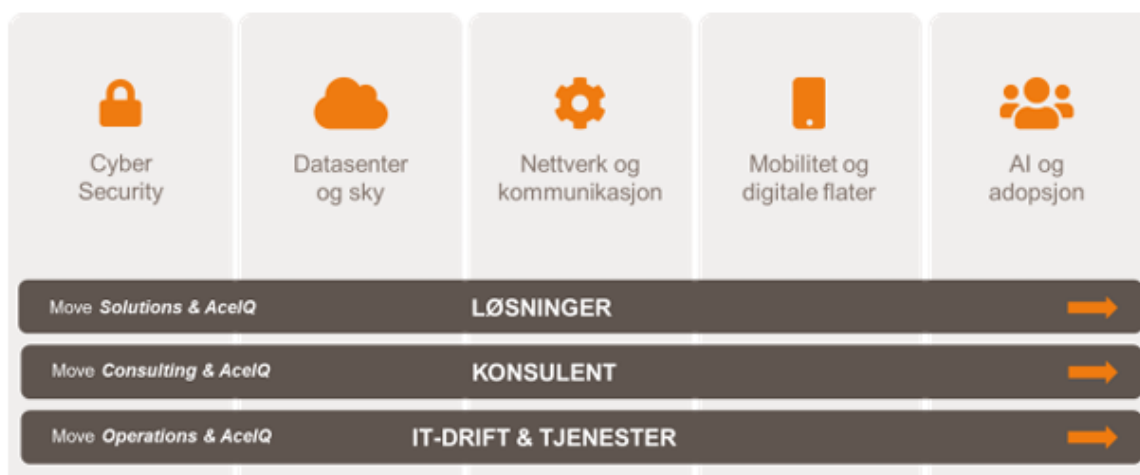 Cyber
Security
Datasenter
og sky
Nettverk og
kommunikasjon
Mobilitet og
digitale flater
AI og
adopsjon
Move Solutions & AceIQ
LØSNINGER
Move Consulting & AceIQ
KONSULENT
Move Operations & AceIQ
IT-DRIFT & TJENESTER